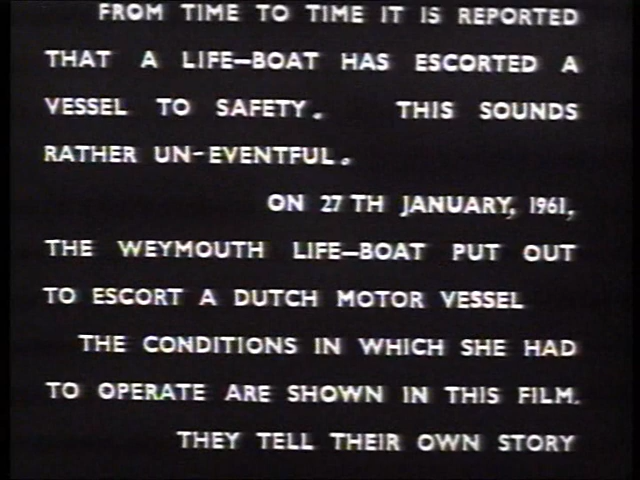 FROM TIME TO TIME IT IS REPORTED
THAT A LIFE-BOAT HAS ESCORTED A
VESSEL TO SAFETY. THIS SOUNDS
RATHER UN-EVENTFUL.
ON 27TH JANUARY, 1961,
THE WEYMOUTH LIFE-BOAT PUT OUT
TO ESCORT A DUTCH MOTOR VESSEL
THE CONDITIONS IN WHICH SHE HAD
TO OPERATE ARE SHOWN IN THIS FILM.
THEY TELL THEIR OWN STORY